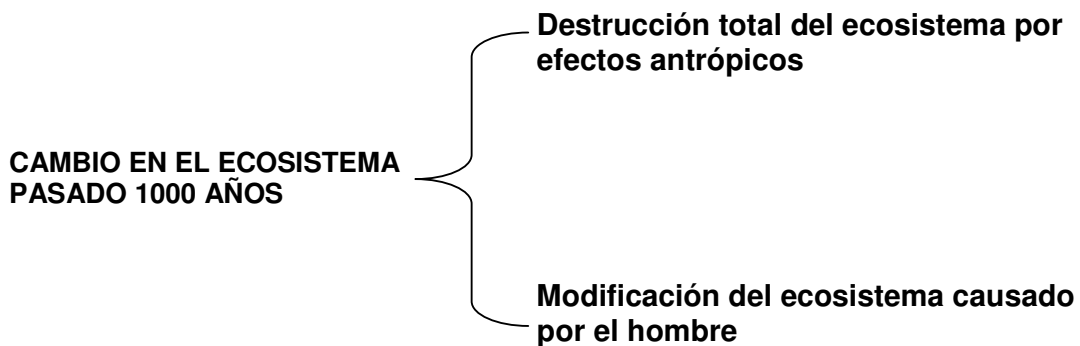 CAMBIO EN EL ECOSISTEMA
PASADO 1000 AÑOS
Destrucción total del ecosistema por
efectos antrópicos
Modificación del ecosistema causado
por el hombre